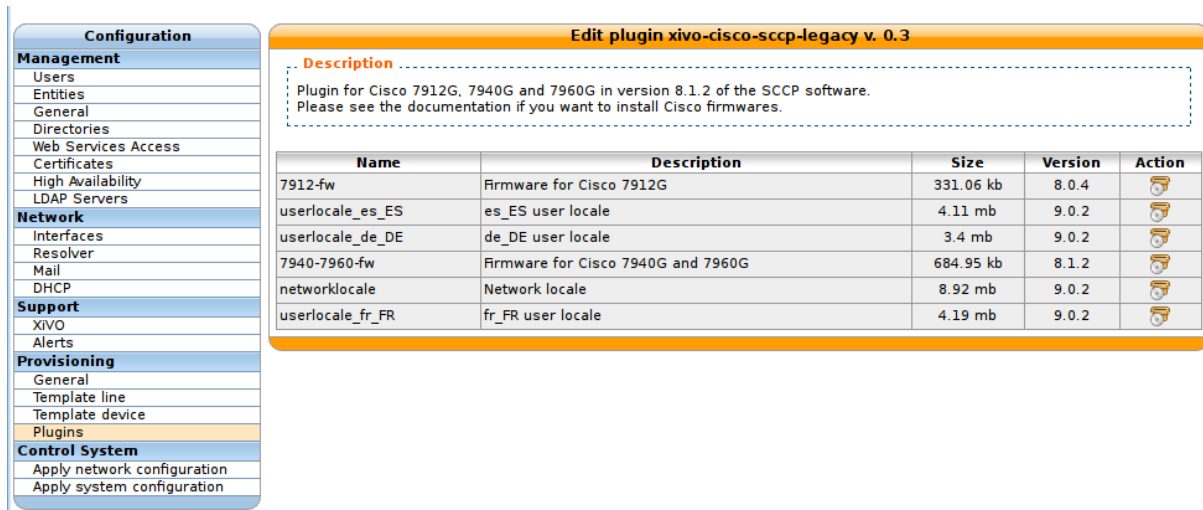 Configuration
Management
Users
Entities
General
Directories
Web Services Access
Certificates
High Availability
LDAP Servers
Network
Interfaces
Resolver
Mail
DHCP
Support
XiVO
Alerts
Provisioning
General
Template line
Template device
Plugins
Control System
Apply network configuration
Apply system configuration
Edit plugin xivo-cisco-sccp-legacy v. 0.3
Description
Plugin for Cisco 7912G, 7940G and 7960G in version 8.1.2 of the SCCP software.
Please see the documentation if you want to install Cisco firmwares.
Name Description Size Version Action
7912-fw Firmware for Cisco 7912G 331.06 kb 8.0.4
userlocale_es_ES es_ES user locale 4.11 mb 9.0.2
userlocale_de_DE de_DE user locale 3.4 mb 9.0.2
7940-7960-fw Firmware for Cisco 7940G and 7960G 684.95 kb 8.1.2
networklocale Network locale 8.92 mb 9.0.2
userlocale_fr_FR fr_FR user locale 4.19 mb 9.0.2